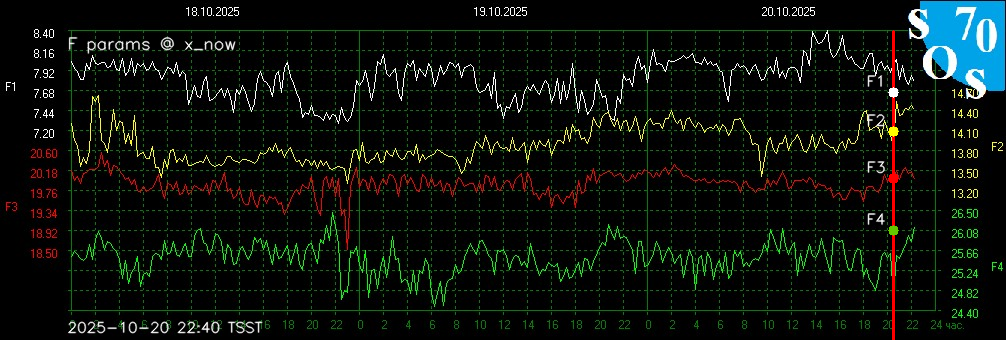 18.10.2025 19.10.2025 20.10.2025
F params @ x_now
SOS 70
8.40
8.16
7.92
F1
7.68
7.44
7.20
20.60
20.18
19.76
F3
19.34
18.92
18.50
F1
F2
F3
F4
14.70
14.40
14.10
F2
13.80
13.50
13.20
26.50
26.08
25.66
F4
25.24
24.82
24.40
2025-10-20 22:40 TSST
16 18 20 22 0 2 4 6 8 10 12 14 16 18 20 22 0 2 4 6 8 10 12 14 16 18 20 22 24 час.